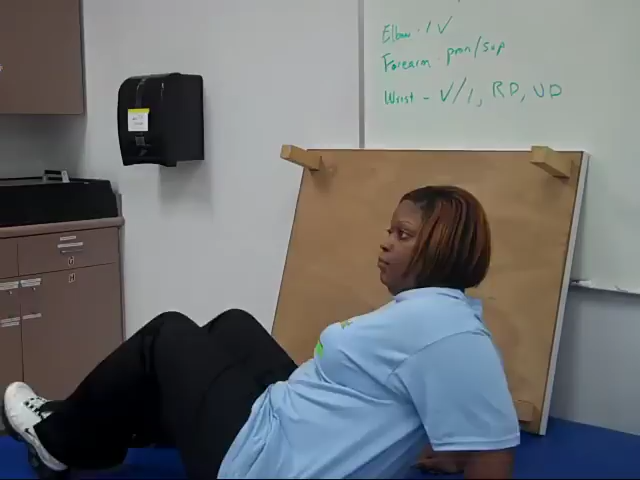 Elbow - / V
Forearm - pron/sup
Wrist - V//, RD, UD